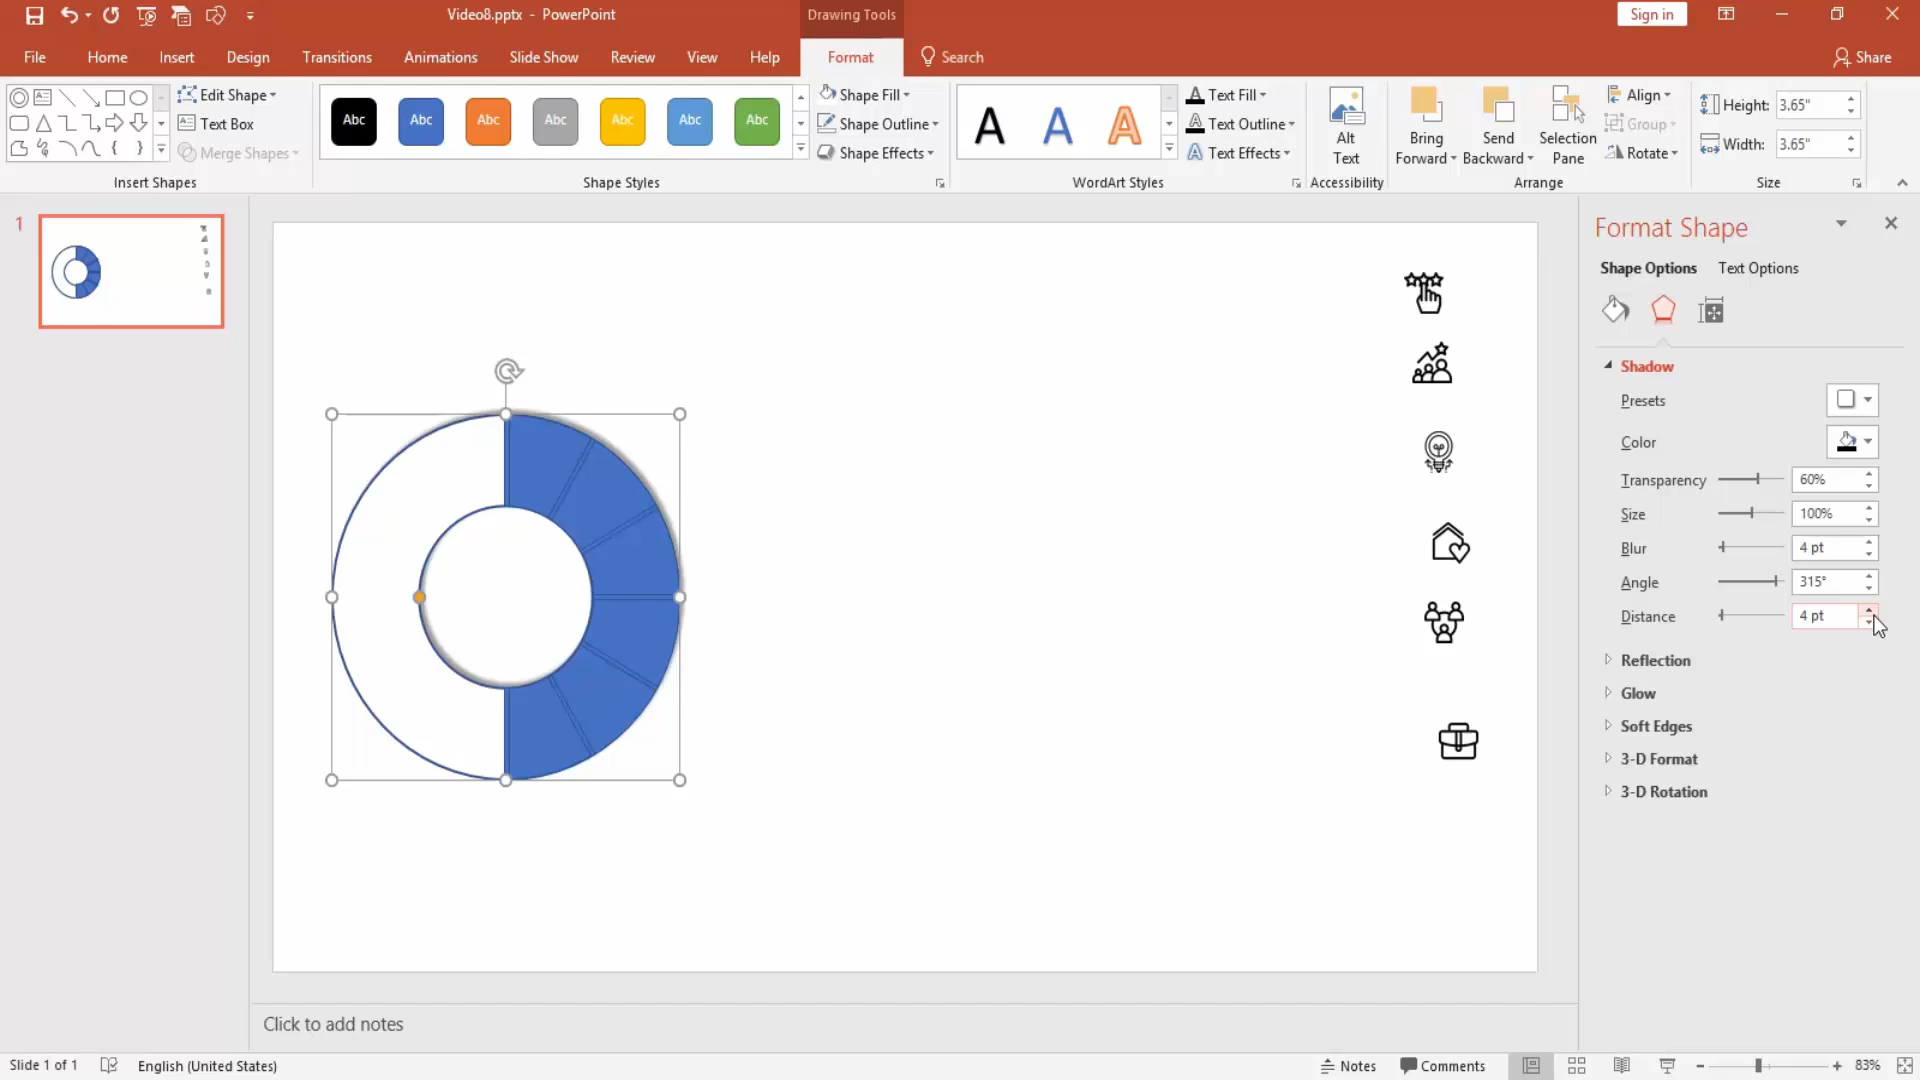 Video8.pptx - PowerPoint
Drawing Tools
Sign in
File Home Insert Design Transitions Animations Slide Show Review View Help Format Search Share
Edit Shape
Text Box
Merge Shapes
Insert Shapes
Abc Abc Abc Abc Abc Abc Abc
Shape Fill
Shape Outline
Shape Effects
Shape Styles
A A A
Text Fill
Text Outline
Text Effects
WordArt Styles
Alt
Text
Accessibility
Bring
Forward
Send
Backward
Selection
Pane
Align
Group
Rotate
Arrange
Height: 3.65"
Width: 3.65"
Size
1
Format Shape
Shape Options Text Options
Shadow
Presets
Color
Transparency 60%
Size 100%
Blur 4 pt
Angle 315°
Distance 4 pt
Reflection
Glow
Soft Edges
3-D Format
3-D Rotation
Click to add notes
Slide 1 of 1 English (United States) Notes Comments 83%